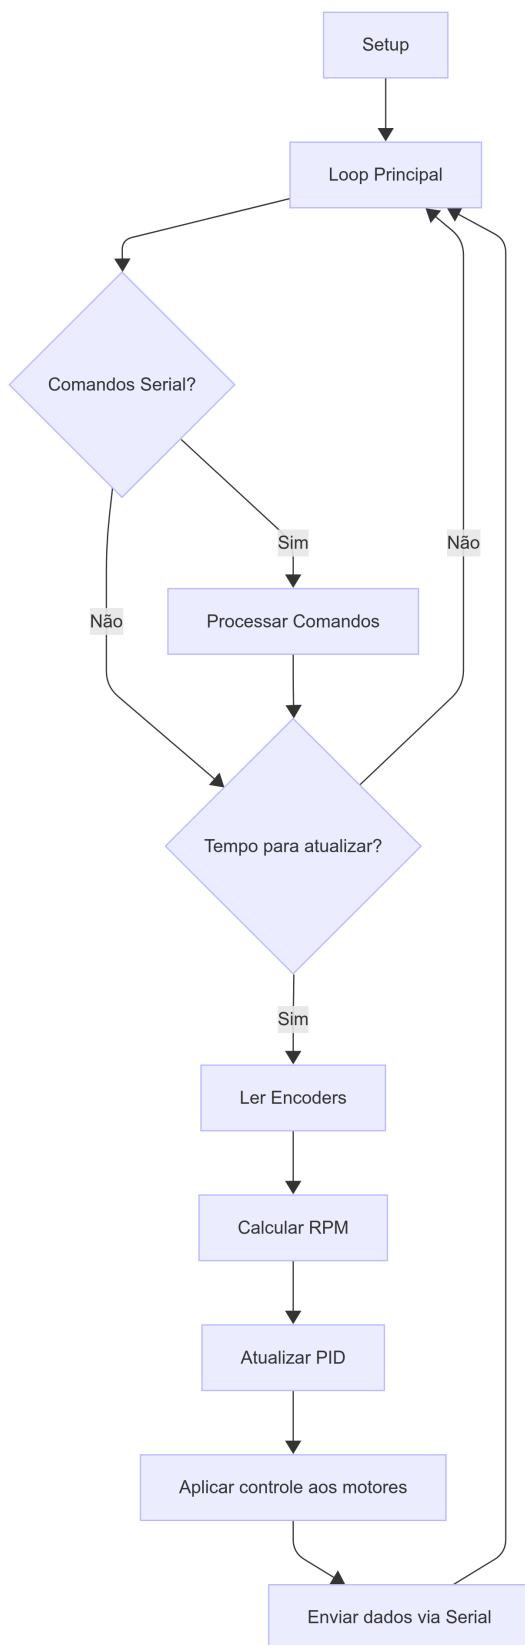 Setup
Loop Principal
Comandos Serial?
Sim
Não
Processar Comandos
Não
Tempo para atualizar?
Sim
Ler Encoders
Calcular RPM
Atualizar PID
Aplicar controle aos motores
Enviar dados via Serial